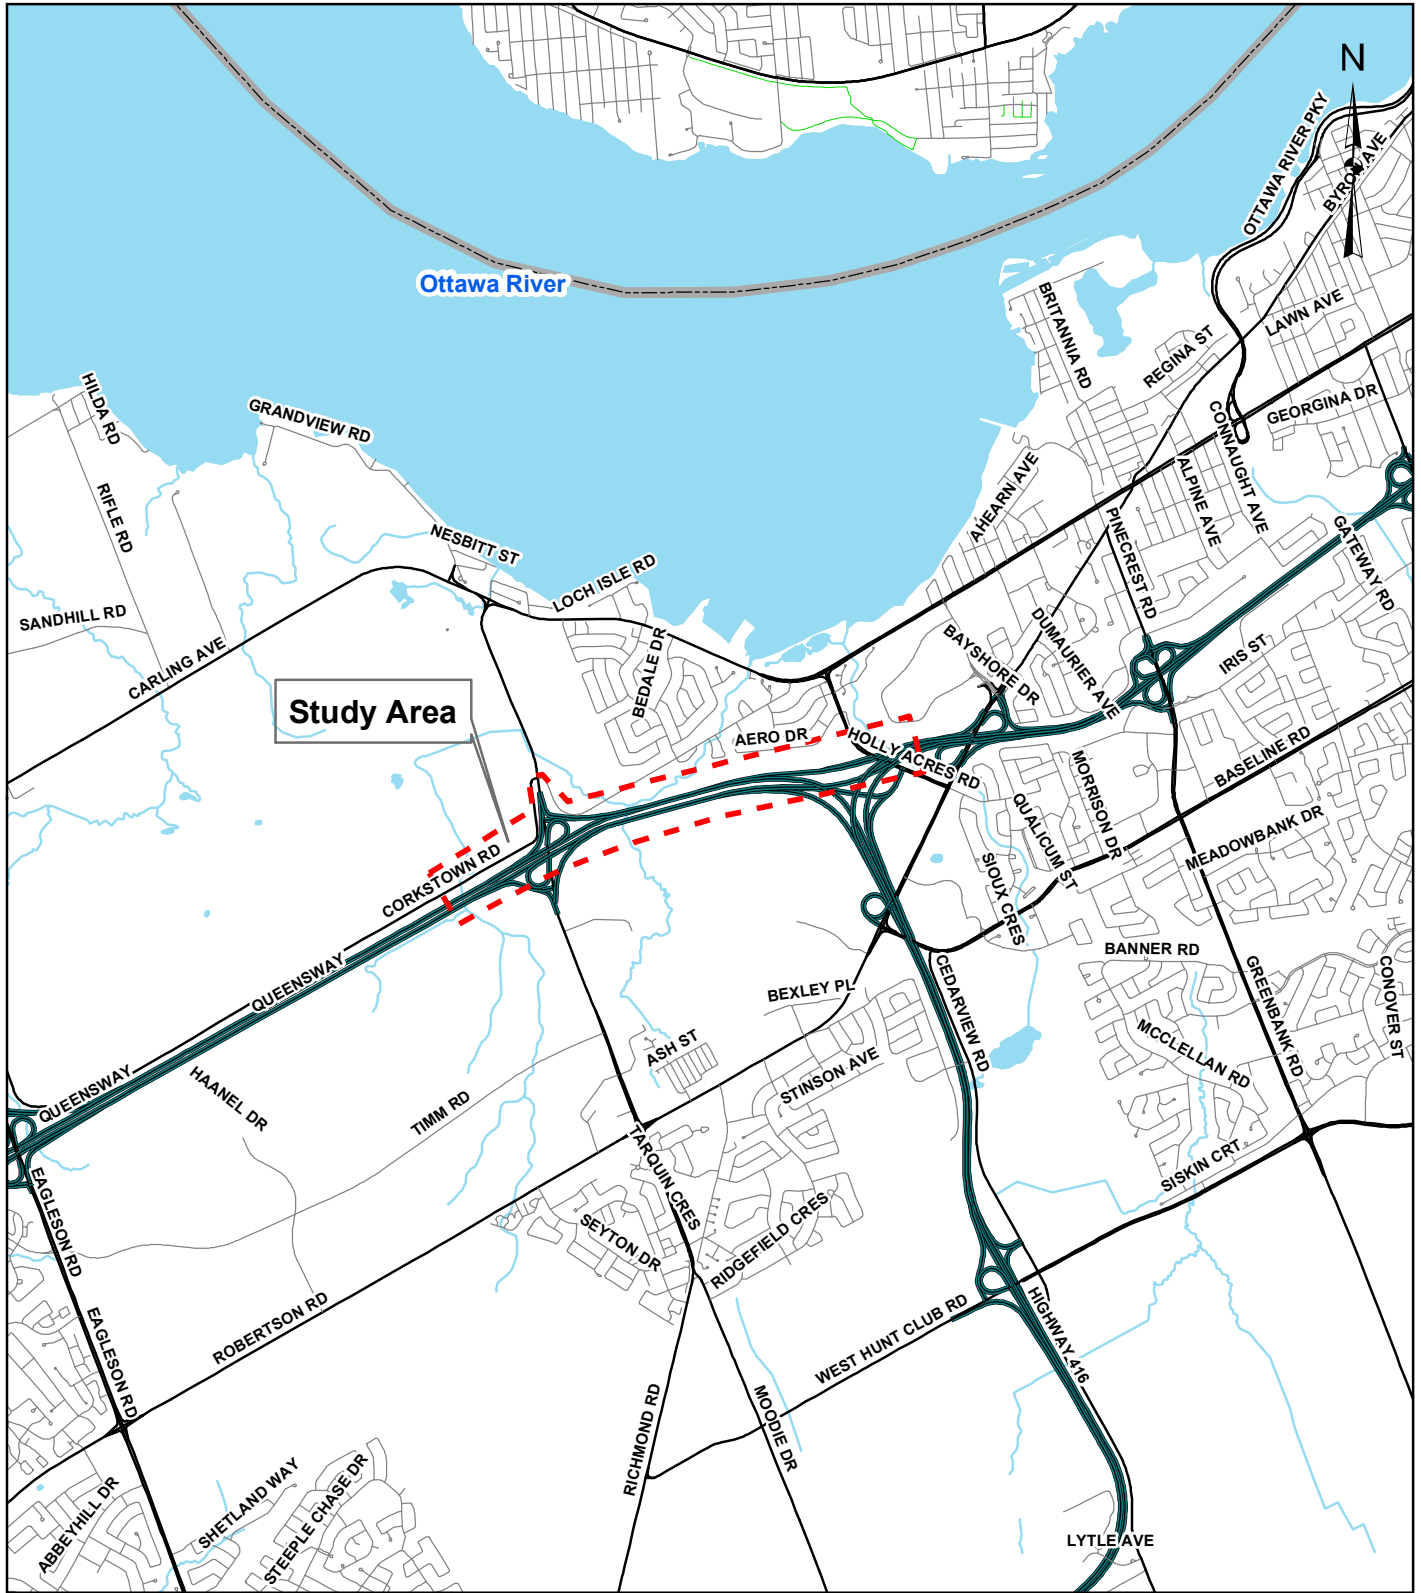 N
OTTAWA RIVER PKY
BYRON AVE
Ottawa River
BRITANNIA RD
LAWN AVE
REGINA ST
HILDA RD
GRANDVIEW RD
GEORGINA DR
CONNAUGHT AVE
ALPINE AVE
AHEARN AVE
RIFLE RD
PINECREST RD
GATEWAY RD
NESBITT ST
LOCH ISLE RD
SANDHILL RD
CARLING AVE
BEDALE DR
BAYSHORE DR
DUMAURIER AVE
IRIS ST
Study Area
AERO DR
HOLLY ACRES RD
BASELINE RD
MORRISON DR
QUALICUM ST
MEADOWBANK DR
CORKSTOWN RD
SIOUX CRES
QUEENSWAY
BANNER RD
CEDARVIEW RD
GREENBANK RD
CONOVER ST
BEXLEY PL
MCCLELLAN RD
ASH ST
STINSON AVE
QUEENSWAY
HAANEL DR
TIMM RD
TARQUIN CRES
SISKIN CRT
EAGLESON RD
SEYTON DR
RIDGEFIELD CRES
ROBERTSON RD
EAGLESON RD
WEST HUNT CLUB RD
HIGHWAY 416
RICHMOND RD
MOODIE DR
ABBEYHILL DR
SHETLAND WAY
STEEPLE CHASE DR
LYTLE AVE